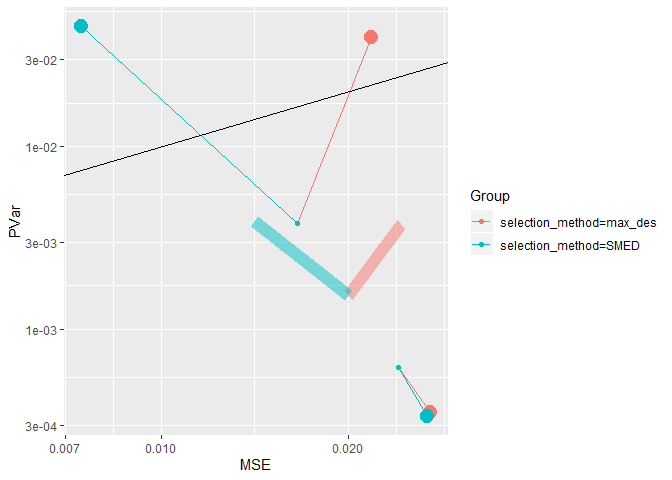 3e-02
1e-02
3e-03
1e-03
3e-04
PVar
0.007
0.010
0.020
MSE
Group
selection_method=max_des
selection_method=SMED